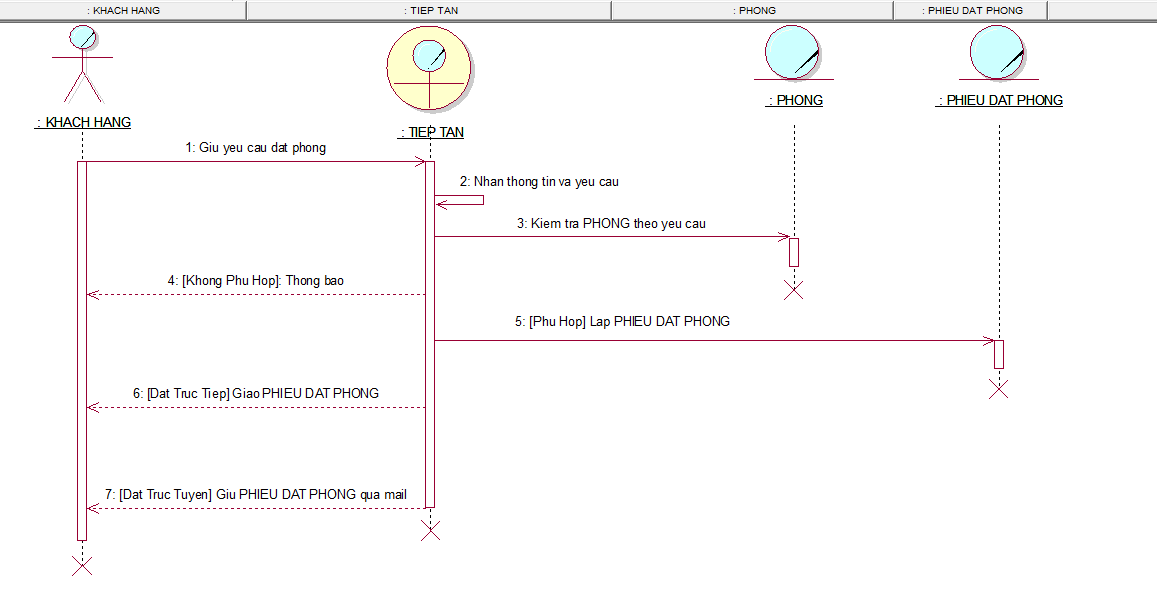 : KHACH HANG
: TIEP TAN
: PHONG
: PHIEU DAT PHONG
: KHACH HANG
: TIEP TAN
: PHONG
: PHIEU DAT PHONG
1: Giu yeu cau dat phong
2: Nhan thong tin va yeu cau
3: Kiem tra PHONG theo yeu cau
4: [Khong Phu Hop]: Thong bao
5: [Phu Hop] Lap PHIEU DAT PHONG
6: [Dat Truc Tiep] Giao PHIEU DAT PHONG
7: [Dat Truc Tuyen] Giu PHIEU DAT PHONG qua mail